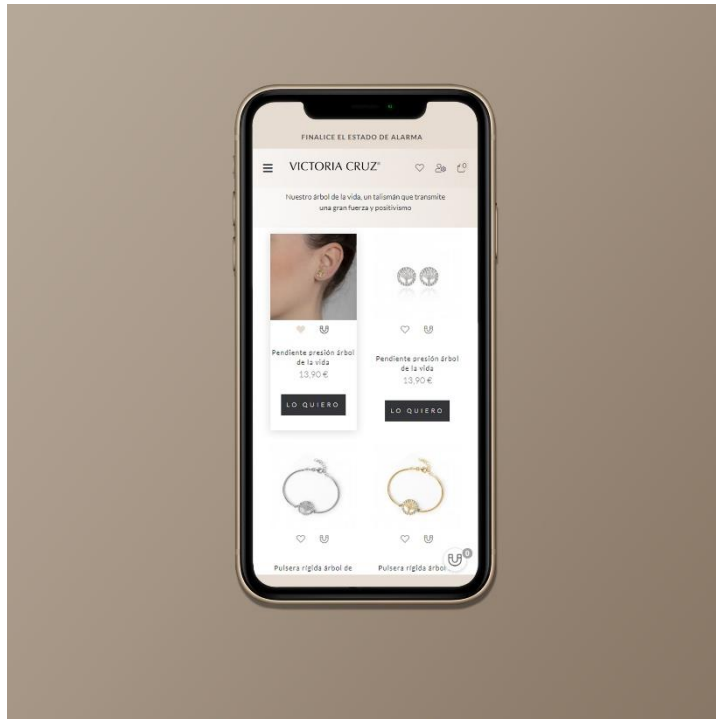 FINALICE EL ESTADO DE ALARMA
VICTORIA CRUZ®
0
Nuestro árbol de la vida, un talismán que transmite
una gran fuerza y positivismo
Pendiente presión árbol
de la vida
13,90 €
LO QUIERO
Pendiente presión árbol
de la vida
13,90 €
LO QUIERO
Pulsera rígida árbol de
Pulsera rígida árbol
0